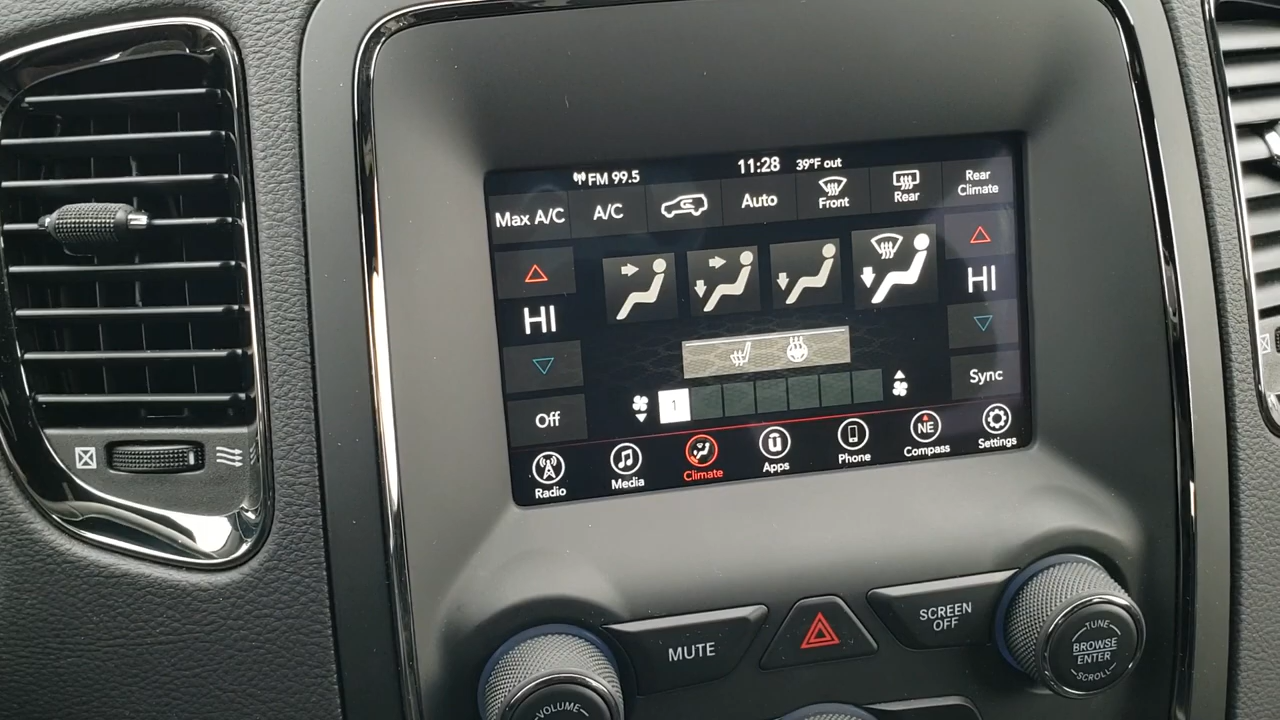 FM 99.5
11:28
39°F out
Max A/C
A/C
Auto
Front
Rear
Rear
Climate
HI
HI
1
Off
Sync
Radio
Media
Climate
Apps
Phone
NE
Compass
Settings
MUTE
SCREEN
OFF
VOLUME
TUNE
BROWSE
ENTER
SCROLL